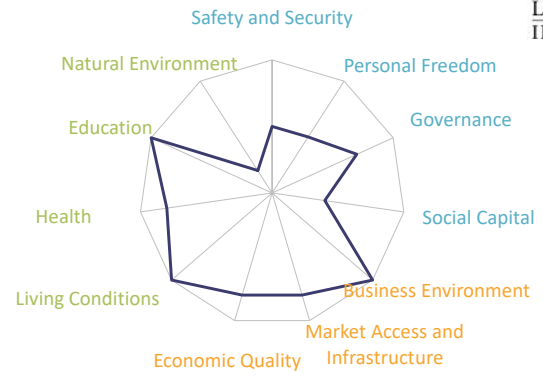 Safety and Security
Natural Environment
Personal Freedom
Education
Governance
Health
Social Capital
Living Conditions
Business Environment
Economic Quality
Market Access and
Infrastructure